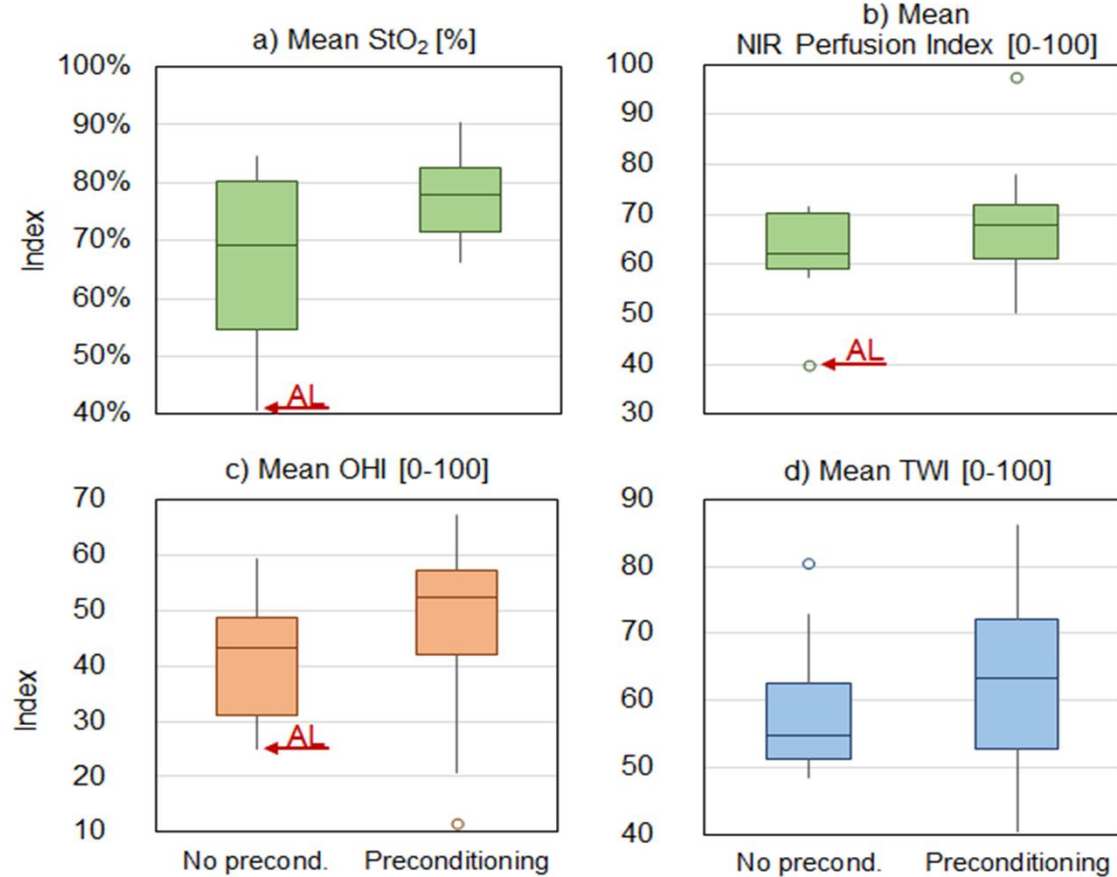 a) Mean StO₂ [%]
100%
90%
80%
70%
60%
50%
40%
Index
AL
b) Mean
NIR Perfusion Index [0-100]
100
90
80
70
60
50
40
30
AL
c) Mean OHI [0-100]
70
60
50
40
30
20
10
Index
AL
No precond. Preconditioning
d) Mean TWI [0-100]
90
80
70
60
50
40
No precond. Preconditioning